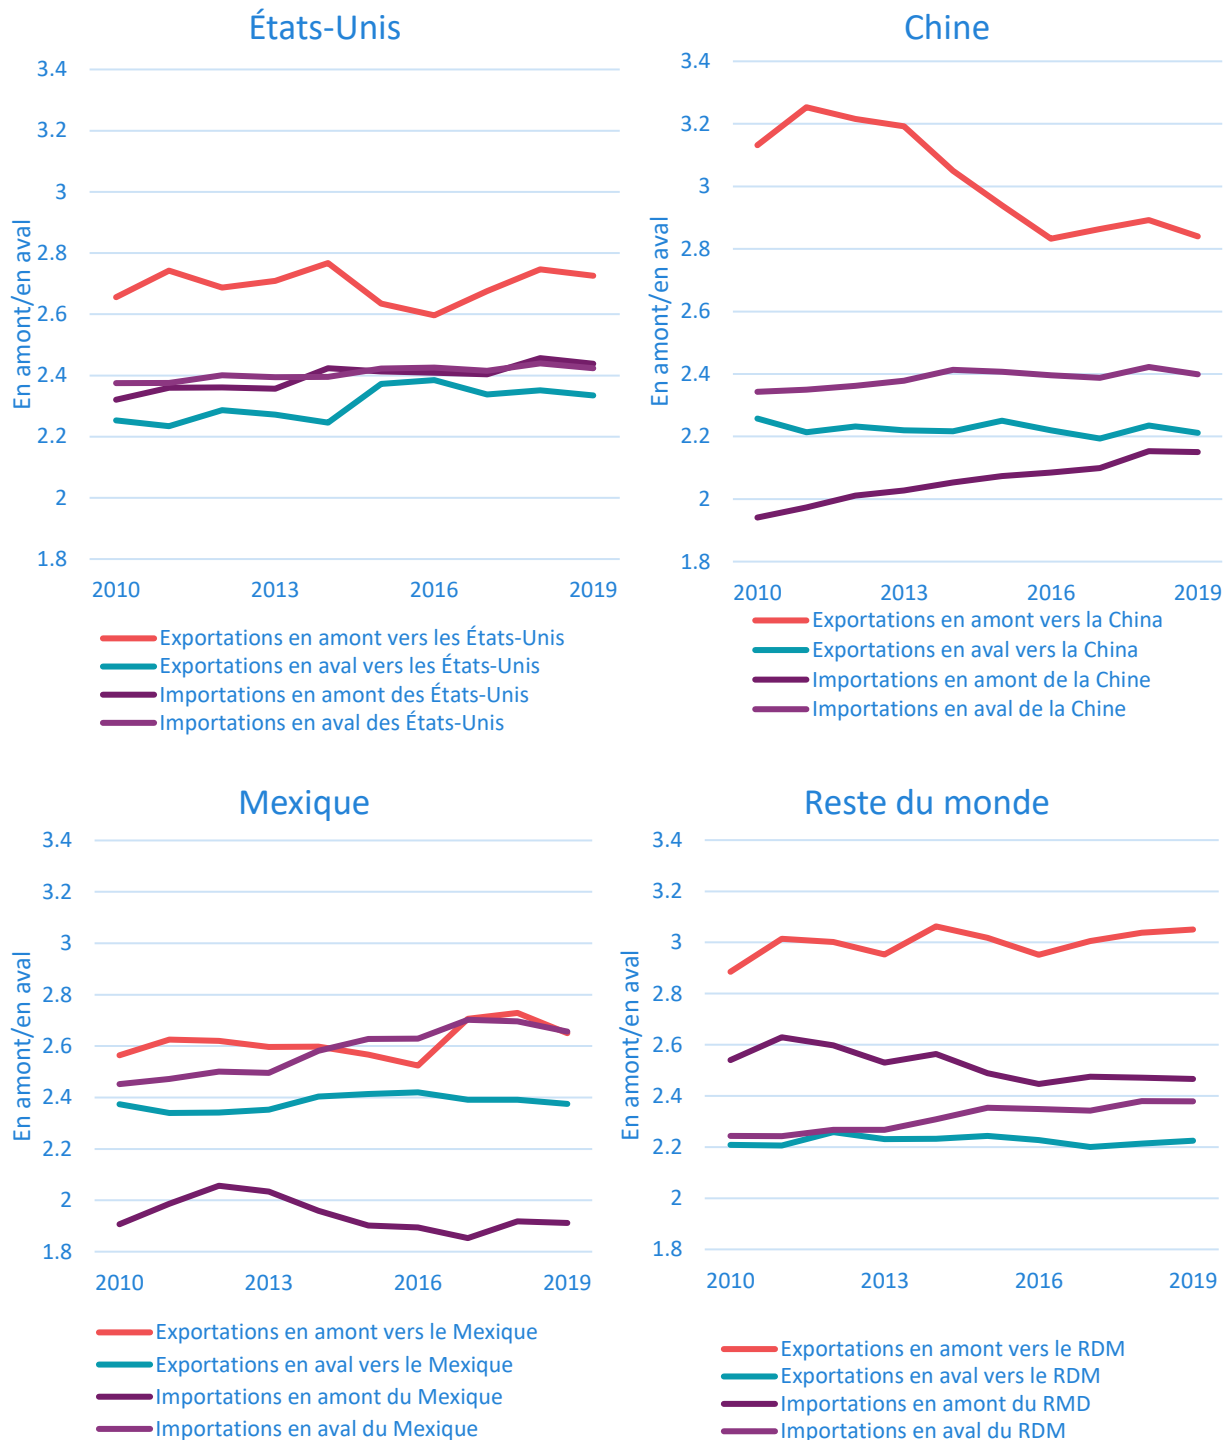 États-Unis
En amont/en aval
3.4
3.2
3
2.8
2.6
2.4
2.2
2
1.8
2010 2013 2016 2019
Exportations en amont vers les États-Unis
Exportations en aval vers les États-Unis
Importations en amont des États-Unis
Importations en aval des États-Unis
Chine
En amont/en aval
3.4
3.2
3
2.8
2.6
2.4
2.2
2
1.8
2010 2013 2016 2019
Exportations en amont vers la China
Exportations en aval vers la China
Importations en amont de la Chine
Importations en aval de la Chine
Mexique
En amont/en aval
3.4
3.2
3
2.8
2.6
2.4
2.2
2
1.8
2010 2013 2016 2019
Exportations en amont vers le Mexique
Exportations en aval vers le Mexique
Importations en amont du Mexique
Importations en aval du Mexique
Reste du monde
En amont/en aval
3.4
3.2
3
2.8
2.6
2.4
2.2
2
1.8
2010 2013 2016 2019
Exportations en amont vers le RDM
Exportations en aval vers le RDM
Importations en amont du RMD
Importations en aval du RDM